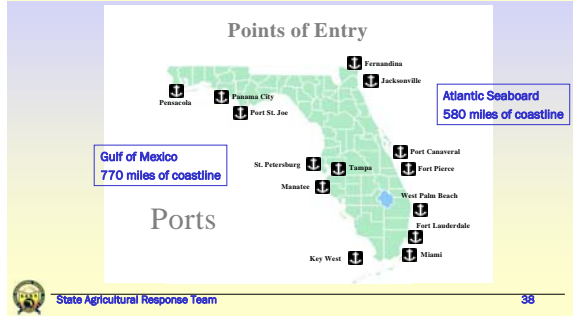 Points of Entry
Fernandina
Jacksonville
Pensacola
Panama City
Port St. Joe
Atlantic Seaboard
580 miles of coastline
Gulf of Mexico
770 miles of coastline
St. Petersburg
Tampa
Manatee
Port Canaveral
Fort Pierce
West Palm Beach
Fort Lauderdale
Miami
Key West
Ports
State Agricultural Response Team
38